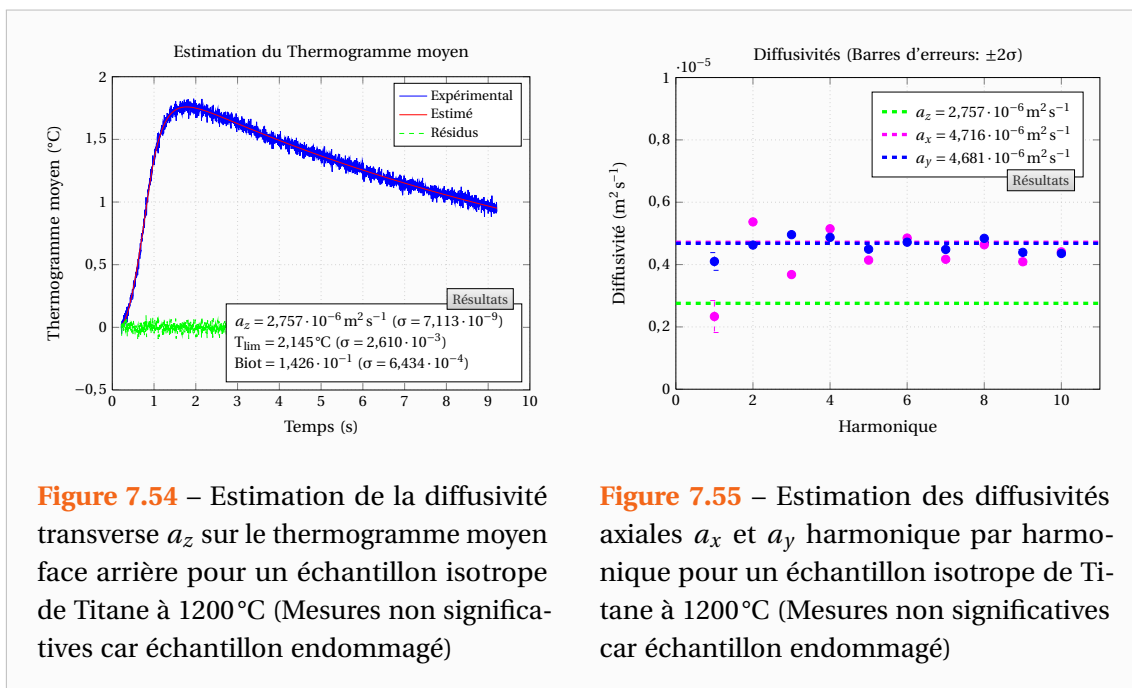 Estimation du Thermogramme moyen
Thermogramme moyen (°C)
2
1,5
1
0,5
0
−0,5
Expérimental
Estimé
Résidus
Résultats
a_z = 2,757·10⁻⁶ m² s⁻¹ (σ = 7,113·10⁻⁹)
T_lim = 2,145 °C (σ = 2,610·10⁻³)
Biot = 1,426·10⁻¹ (σ = 6,434·10⁻⁴)
0 1 2 3 4 5 6 7 8 9 10
Temps (s)
Diffusivités (Barres d'erreurs: ±2σ)
·10⁻⁵
Diffusivité (m² s⁻¹)
1
0.8
0.6
0.4
0.2
0
a_z = 2,757·10⁻⁶ m² s⁻¹
a_x = 4,716·10⁻⁶ m² s⁻¹
a_y = 4,681·10⁻⁶ m² s⁻¹
Résultats
0 2 4 6 8 10
Harmonique
Figure 7.54 – Estimation de la diffusivité
transverse a_z sur le thermogramme moyen
face arrière pour un échantillon isotrope
de Titane à 1200 °C (Mesures non significa-
tives car échantillon endommagé)
Figure 7.55 – Estimation des diffusivités
axiales a_x et a_y harmonique par harmo-
nique pour un échantillon isotrope de Ti-
tane à 1200 °C (Mesures non significatives
car échantillon endommagé)